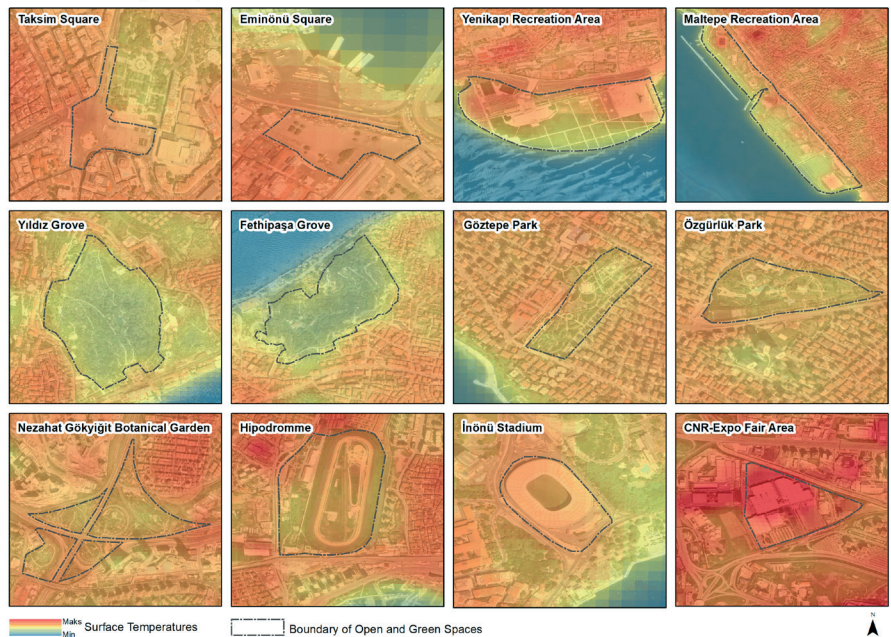 Taksim Square
Eminönü Square
Yenikapı Recreation Area
Maltepe Recreation Area
Yıldız Grove
Fethipaşa Grove
Göztepe Park
Özgürlük Park
Nezahat Gökyiğit Botanical Garden
Hipodromme
İnönü Stadium
CNR-Expo Fair Area
Maks
Min
Surface Temperatures
Boundary of Open and Green Spaces
N